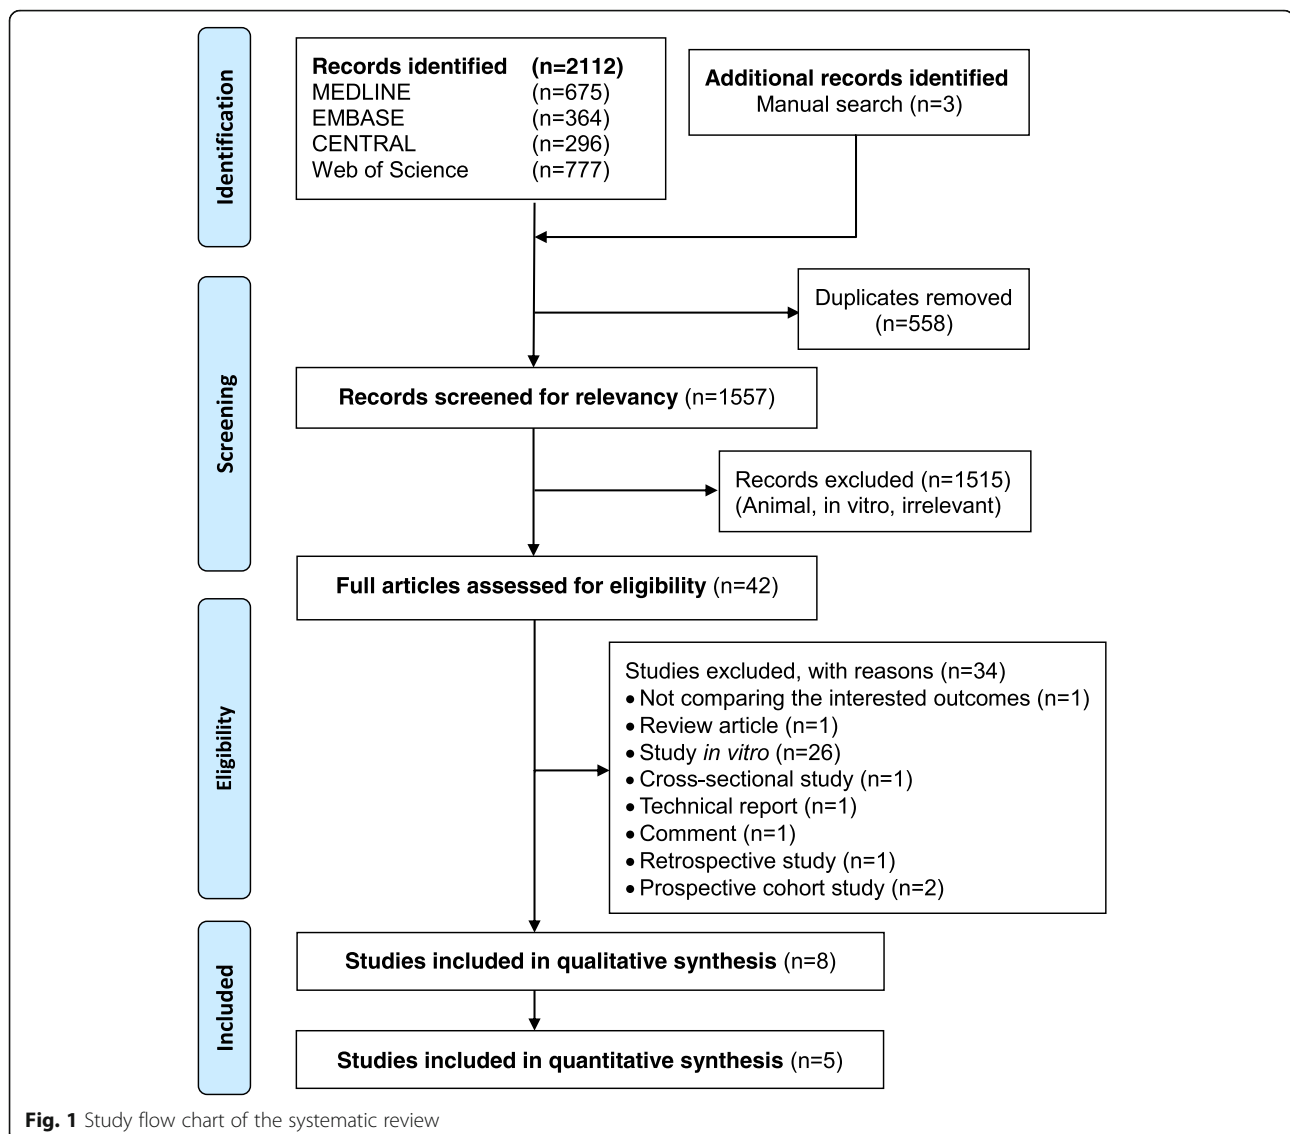 Identification
Records identified (n=2112)
MEDLINE (n=675)
EMBASE (n=364)
CENTRAL (n=296)
Web of Science (n=777)
Additional records identified
Manual search (n=3)
Screening
Duplicates removed
(n=558)
Records screened for relevancy (n=1557)
Records excluded (n=1515)
(Animal, in vitro, irrelevant)
Full articles assessed for eligibility (n=42)
Eligibility
Studies excluded, with reasons (n=34)
• Not comparing the interested outcomes (n=1)
• Review article (n=1)
• Study in vitro (n=26)
• Cross-sectional study (n=1)
• Technical report (n=1)
• Comment (n=1)
• Retrospective study (n=1)
• Prospective cohort study (n=2)
Included
Studies included in qualitative synthesis (n=8)
Studies included in quantitative synthesis (n=5)
Fig. 1 Study flow chart of the systematic review